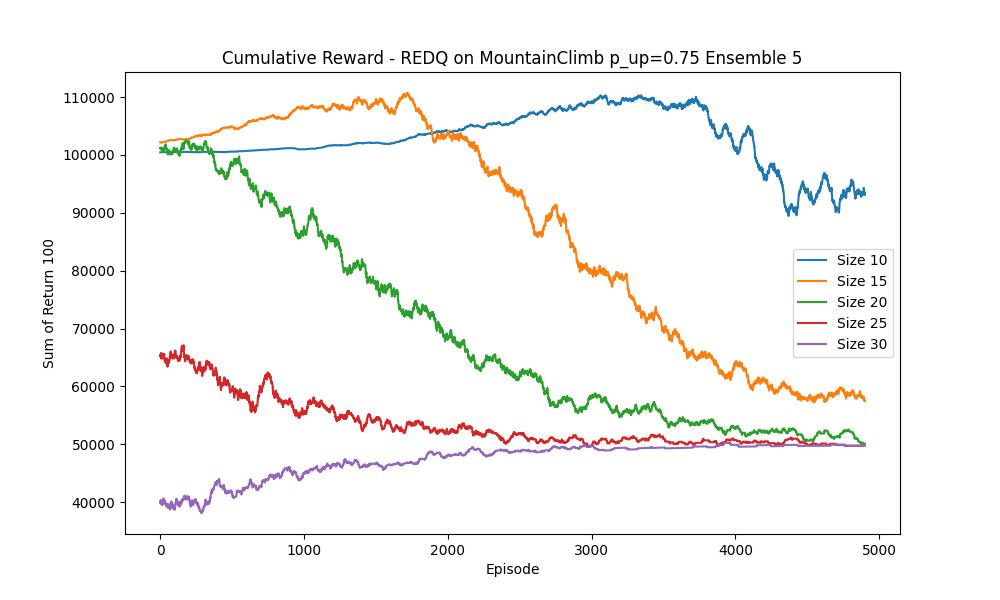 Cumulative Reward - REDQ on MountainClimb p_up=0.75 Ensemble 5
Sum of Return 100
110000
100000
90000
80000
70000
60000
50000
40000
Size 10
Size 15
Size 20
Size 25
Size 30
0
1000
2000
3000
4000
5000
Episode